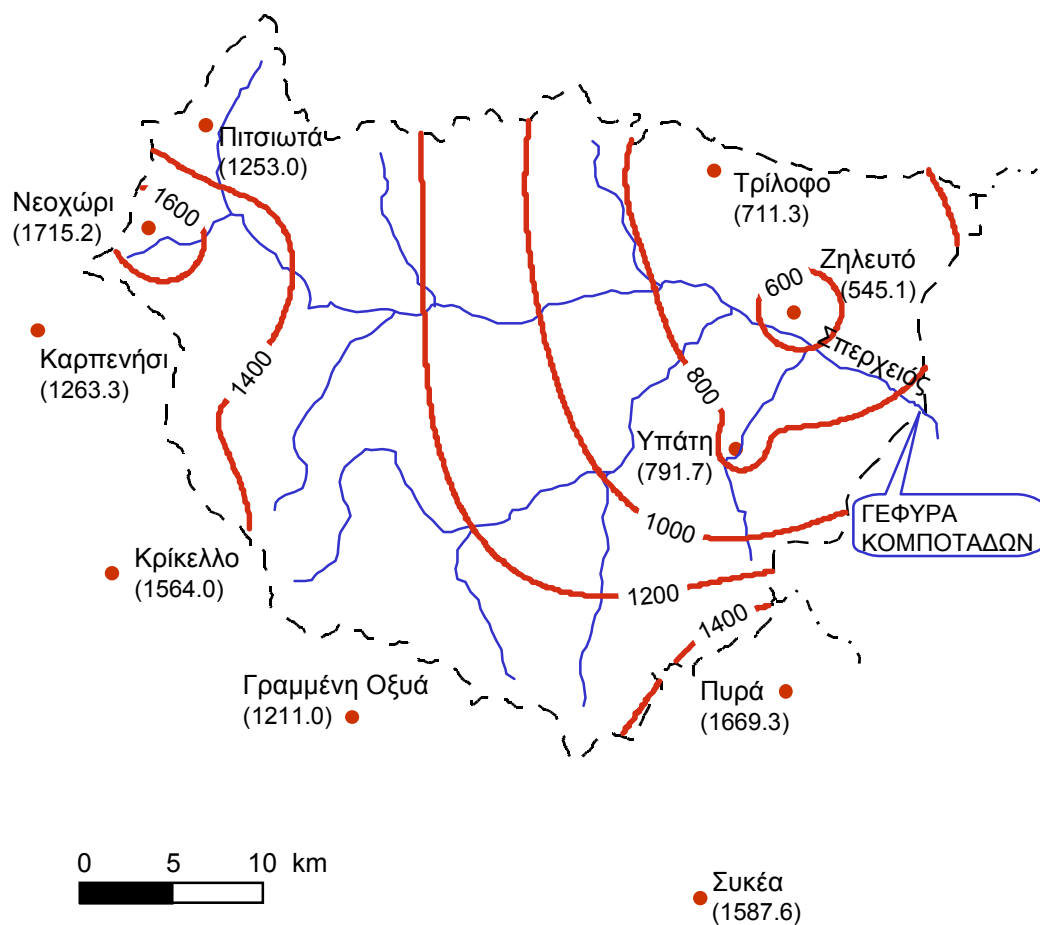 Πιτσιωτά
(1253.0)
Νεοχώρι
(1715.2)
1600
Τρίλοφο
(711.3)
Ζηλευτό
(545.1)
600
Σπερχειός
Καρπενήσι
(1263.3)
1400
800
Υπάτη
(791.7)
1000
ΓΕΦΥΡΑ
ΚΟΜΠΟΤΑΔΩΝ
Κρίκελλο
(1564.0)
1200
1400
Γραμμένη Οξυά
(1211.0)
Πυρά
(1669.3)
0 5 10 km
Συκέα
(1587.6)